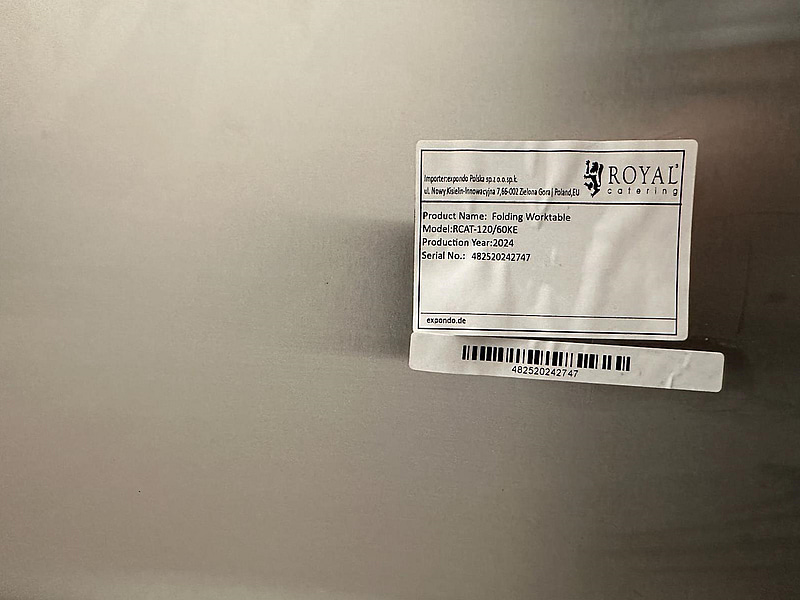 Importer:expondo Polska sp.z o.o.sp.k.
ul. Nowy Kisielin-Innowacyjna 7,66-002 Zielona Gora | Poland,EU
ROYAL
catering
Product Name: Folding Worktable
Model:RCAT-120/60KE
Production Year:2024
Serial No.: 482520242747
expondo.de
482520242747